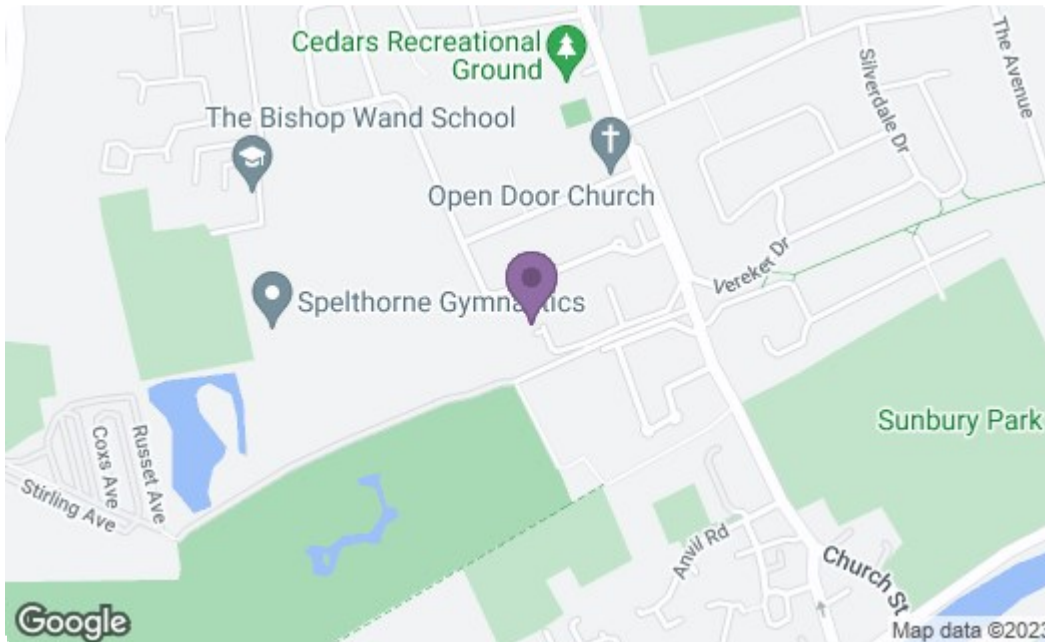 Cedars Recreational
Ground
The Avenue
Silverdale Dr
The Bishop Wand School
Open Door Church
Vereker Dr
Spelthorne Gymnastics
Sunbury Park
Russet Ave
Coxs Ave
Stirling Ave
Anvil Rd
Church St
Google
Map data ©2023